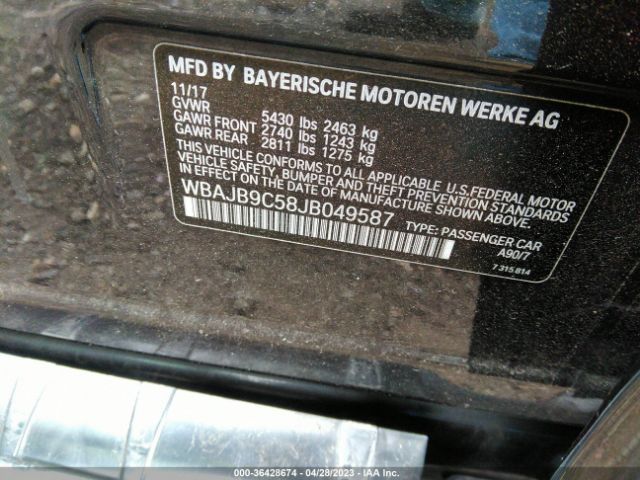 MFD BY BAYERISCHE MOTOREN WERKE AG
11/17
GVWR 5430 lbs 2463 kg
GAWR FRONT 2740 lbs 1243 kg
GAWR REAR 2811 lbs 1275 kg
THIS VEHICLE CONFORMS TO ALL APPLICABLE U.S. FEDERAL MOTOR
VEHICLE SAFETY, BUMPER AND THEFT PREVENTION STANDARDS
IN EFFECT ON THE DATE OF MANUFACTURE SHOWN ABOVE.
WBAJB9C58JB049587
TYPE: PASSENGER CAR
A90/7
7 315 814
000-36428674 / 04/28/2023 - IAA Inc.